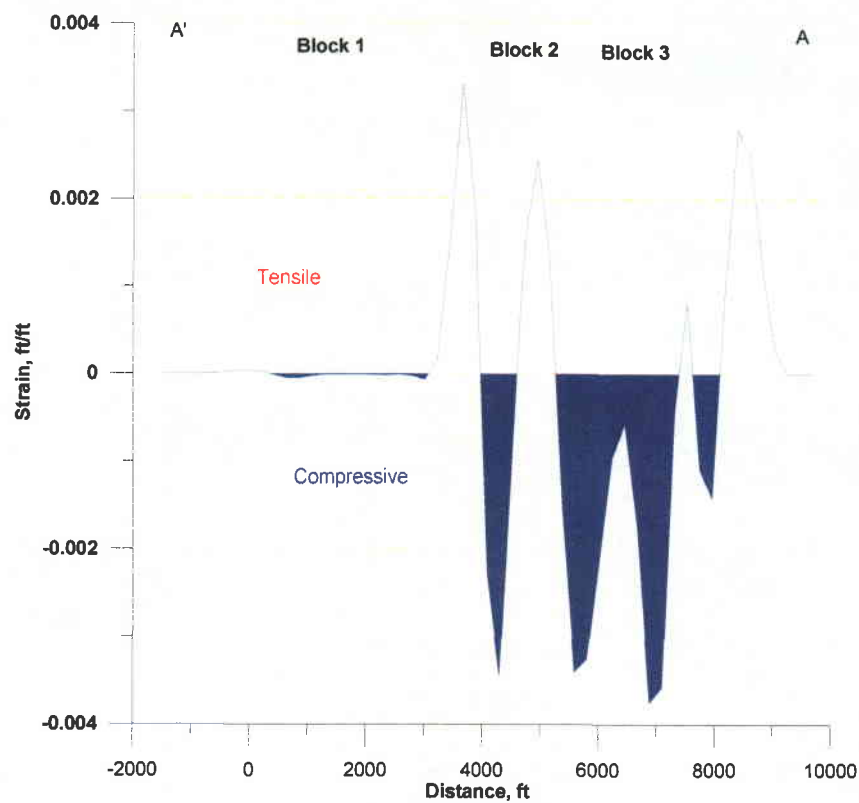 0.004
A'
Block 1
Block 2
Block 3
A
0.002
Tensile
0
Strain, ft/ft
Compressive
-0.002
-0.004
-2000
0
2000
4000
6000
8000
10000
Distance, ft